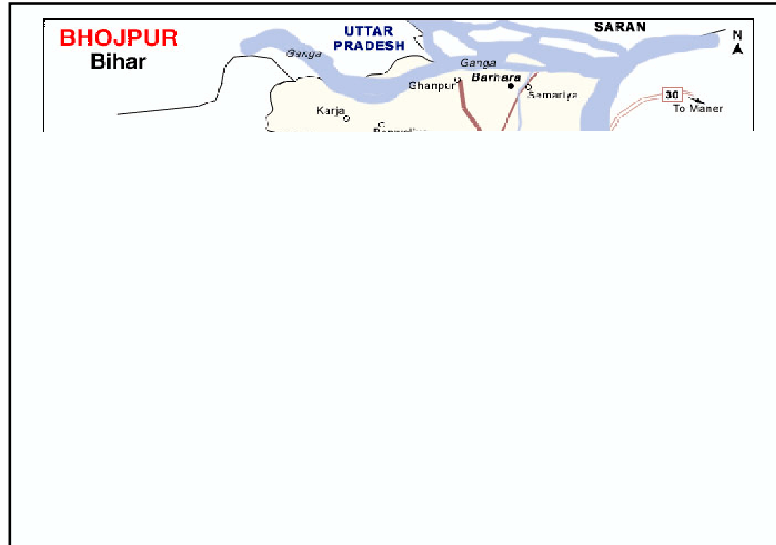 BHOJPUR
Bihar
UTTAR
PRADESH
SARAN
N
Ganga
Ganga
Ghanpur
Barhara
Samariya
30
To Maner
Karja